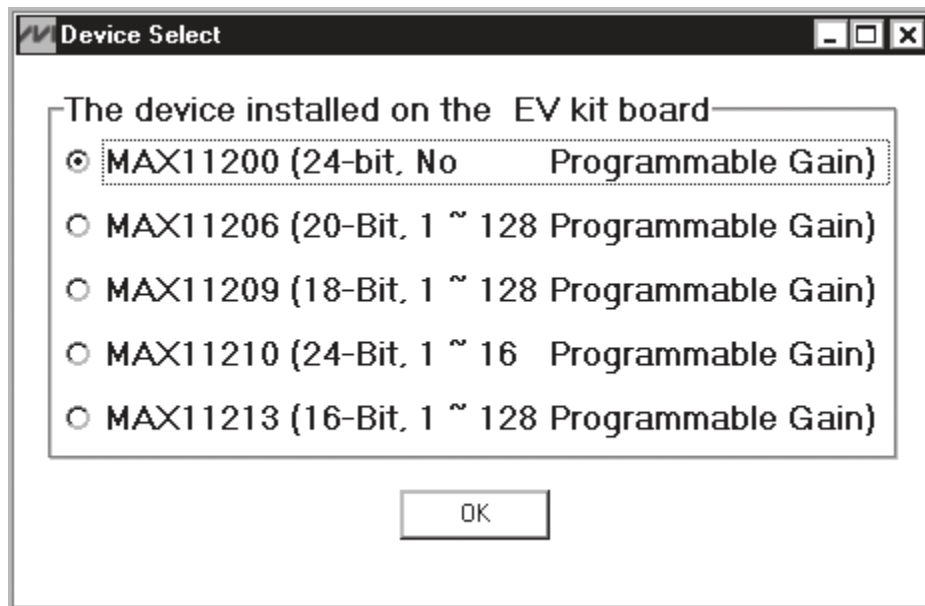 Device Select
The device installed on the EV kit board
MAX11200 (24-bit, No Programmable Gain)
MAX11206 (20-Bit, 1 ~ 128 Programmable Gain)
MAX11209 (18-Bit, 1 ~ 128 Programmable Gain)
MAX11210 (24-Bit, 1 ~ 16 Programmable Gain)
MAX11213 (16-Bit, 1 ~ 128 Programmable Gain)
OK